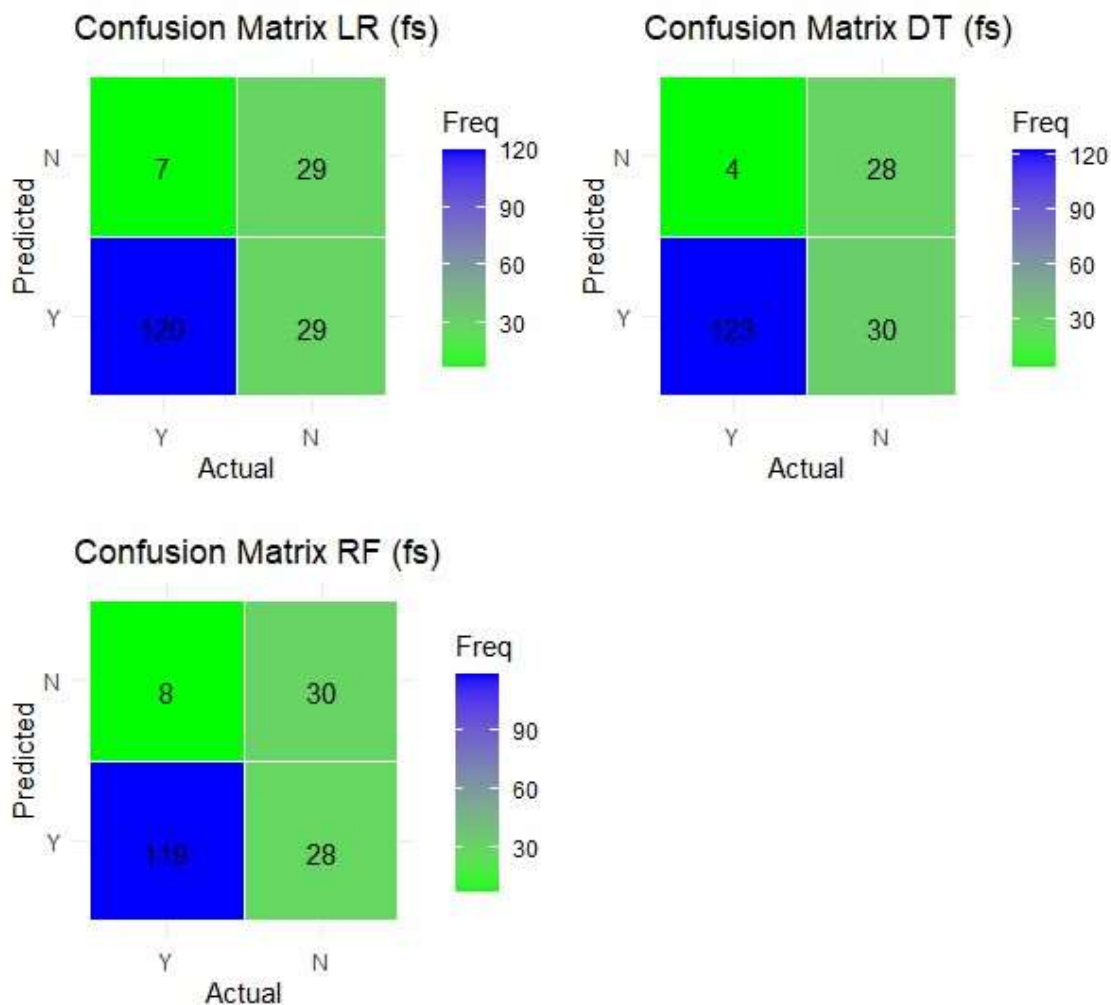 Confusion Matrix LR (fs)
Predicted
N
Y
7
29
120
29
Y
N
Actual
Freq
120
90
60
30
Confusion Matrix DT (fs)
Predicted
N
Y
4
28
123
30
Y
N
Actual
Freq
120
90
60
30
Confusion Matrix RF (fs)
Predicted
N
Y
8
30
119
28
Y
N
Actual
Freq
90
60
30